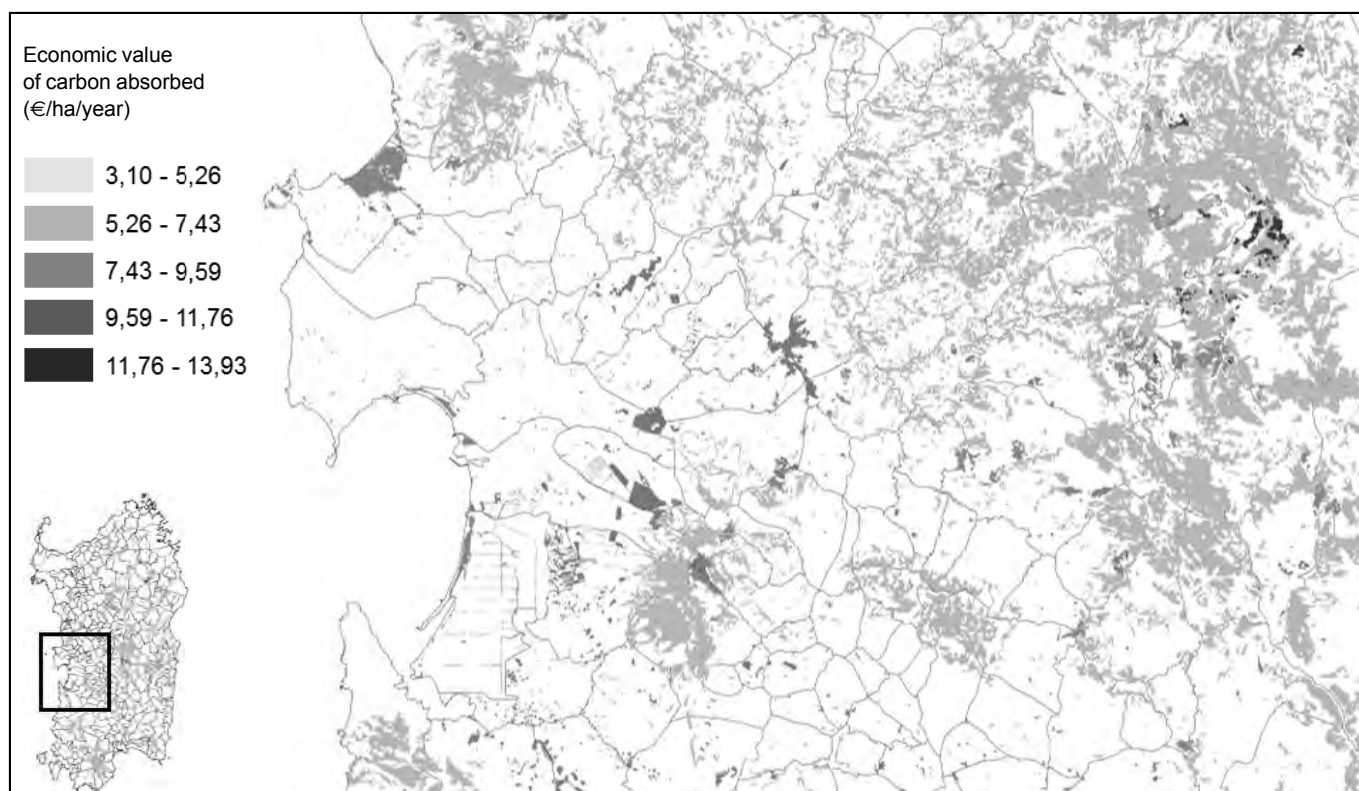 Economic value
of carbon absorbed
(€/ha/year)
3,10 - 5,26
5,26 - 7,43
7,43 - 9,59
9,59 - 11,76
11,76 - 13,93